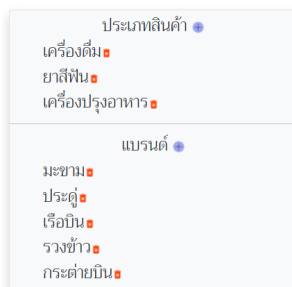 ประเภทสินค้า
เครื่องดื่ม
ยาสีฟัน
เครื่องปรุงอาหาร
แบรนด์
มะขาม
ประดู่
เรือบิน
รวงข้าว
กระต่ายบิน